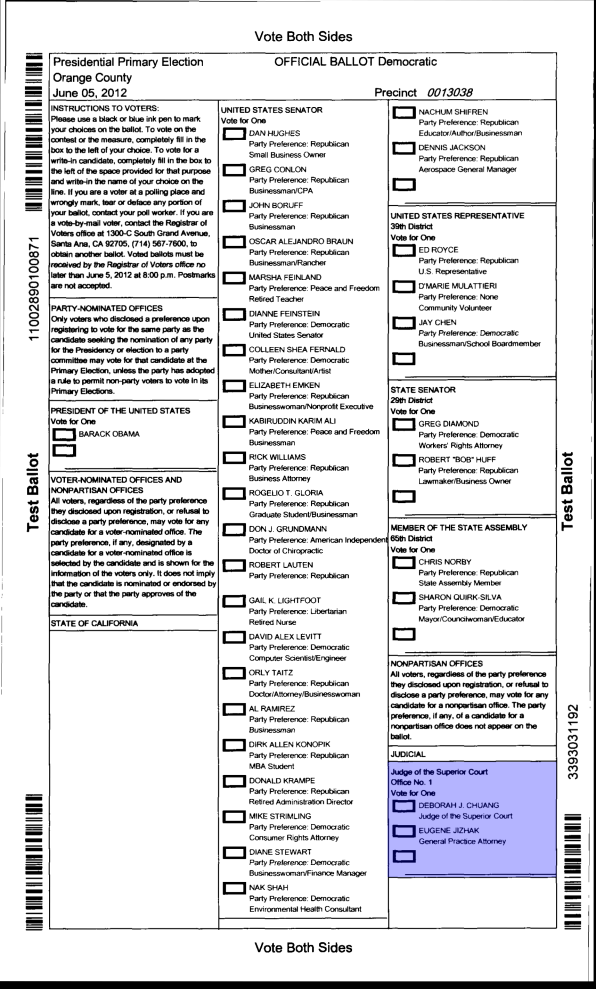 Vote Both Sides
Presidential Primary Election
Orange County
June 05, 2012
OFFICIAL BALLOT Democratic
Precinct 0013038
INSTRUCTIONS TO VOTERS:
Please use a black or blue ink pen to mark
your choices on the ballot. To vote on the
contest or the measure, completely fill in the
box to the left of your choice. To vote for a
write-in candidate, completely fill in the box to
the left of the space provided for that purpose
and write-in the name of your choice on the
line. If you are a voter at a polling place and
wrongly mark, tear or deface any portion of
your ballot, contact your poll worker. If you are
a vote-by-mail voter, contact the Registrar of
Voters office at 1300-C South Grand Avenue,
Santa Ana, CA 92705, (714) 567-7600, to
obtain another ballot. Voted ballots must be
received by the Registrar of Voters office no
later than June 5, 2012 at 8:00 p.m. Postmarks
are not accepted.
PARTY-NOMINATED OFFICES
Only voters who disclosed a preference upon
registering to vote for the same party as the
candidate seeking the nomination of any party
for the Presidency or election to a party
committee may vote for that candidate at the
Primary Election, unless the party has adopted
a rule to permit non-party voters to vote in its
Primary Elections.
PRESIDENT OF THE UNITED STATES
Vote for One
BARACK OBAMA
VOTER-NOMINATED OFFICES AND
NONPARTISAN OFFICES
All voters, regardless of the party preference
they disclosed upon registration, or refusal to
disclose a party preference, may vote for any
candidate for a voter-nominated office. The
party preference, if any, designated by a
candidate for a voter-nominated office is
selected by the candidate and is shown for the
information of the voters only. It does not imply
that the candidate is nominated or endorsed by
the party or that the party approves of the
candidate.
STATE OF CALIFORNIA
UNITED STATES SENATOR
Vote for One
DAN HUGHES
Party Preference: Republican
Small Business Owner
GREG CONLON
Party Preference: Republican
Businessman/CPA
JOHN BORUFF
Party Preference: Republican
Businessman
OSCAR ALEJANDRO BRAUN
Party Preference: Republican
Businessman/Rancher
MARSHA FEINLAND
Party Preference: Peace and Freedom
Retired Teacher
DIANNE FEINSTEIN
Party Preference: Democratic
United States Senator
COLLEEN SHEA FERNALD
Party Preference: Democratic
Mother/Consultant/Artist
ELIZABETH EMKEN
Party Preference: Republican
Businesswoman/Nonprofit Executive
KABIRUDDIN KARIM ALI
Party Preference: Peace and Freedom
Businessman
RICK WILLIAMS
Party Preference: Republican
Business Attorney
ROGELIO T. GLORIA
Party Preference: Republican
Graduate Student/Businessman
DON J. GRUNDMANN
Party Preference: American Independent
Doctor of Chiropractic
ROBERT LAUTEN
Party Preference: Republican
GAIL K. LIGHTFOOT
Party Preference: Libertarian
Retired Nurse
DAVID ALEX LEVITT
Party Preference: Democratic
Computer Scientist/Engineer
ORLY TAITZ
Party Preference: Republican
Doctor/Attorney/Businesswoman
AL RAMIREZ
Party Preference: Republican
Businessman
DIRK ALLEN KONOPIK
Party Preference: Republican
MBA Student
DONALD KRAMPE
Party Preference: Republican
Retired Administration Director
MIKE STRIMLING
Party Preference: Democratic
Consumer Rights Attorney
DIANE STEWART
Party Preference: Democratic
Businesswoman/Finance Manager
NAK SHAH
Party Preference: Democratic
Environmental Health Consultant
NACHUM SHIFREN
Party Preference: Republican
Educator/Author/Businessman
DENNIS JACKSON
Party Preference: Republican
Aerospace General Manager
UNITED STATES REPRESENTATIVE
39th District
Vote for One
ED ROYCE
Party Preference: Republican
U.S. Representative
D'MARIE MULATTIERI
Party Preference: None
Community Volunteer
JAY CHEN
Party Preference: Democratic
Businessman/School Boardmember
STATE SENATOR
29th District
Vote for One
GREG DIAMOND
Party Preference: Democratic
Workers' Rights Attorney
ROBERT "BOB" HUFF
Party Preference: Republican
Lawmaker/Business Owner
MEMBER OF THE STATE ASSEMBLY
65th District
Vote for One
CHRIS NORBY
Party Preference: Republican
State Assembly Member
SHARON QUIRK-SILVA
Party Preference: Democratic
Mayor/Councilwoman/Educator
NONPARTISAN OFFICES
All voters, regardless of the party preference
they disclosed upon registration, or refusal to
disclose a party preference, may vote for any
candidate for a nonpartisan office. The party
preference, if any, of a candidate for a
nonpartisan office does not appear on the
ballot.
JUDICIAL
Judge of the Superior Court
Office No. 1
Vote for One
DEBORAH J. CHUANG
Judge of the Superior Court
EUGENE JIZHAK
General Practice Attorney
11002890100871
Test Ballot
Test Ballot
3393031192
Vote Both Sides